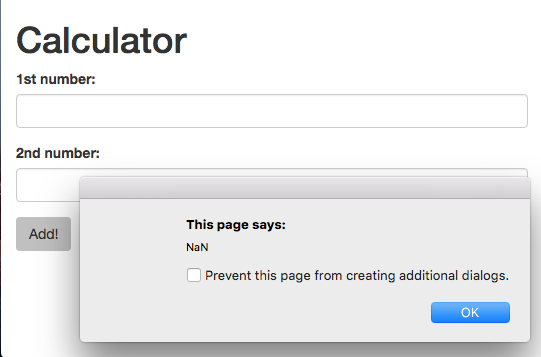 Calculator
1st number:
2nd number:
Add!
This page says:
NaN
Prevent this page from creating additional dialogs.
OK